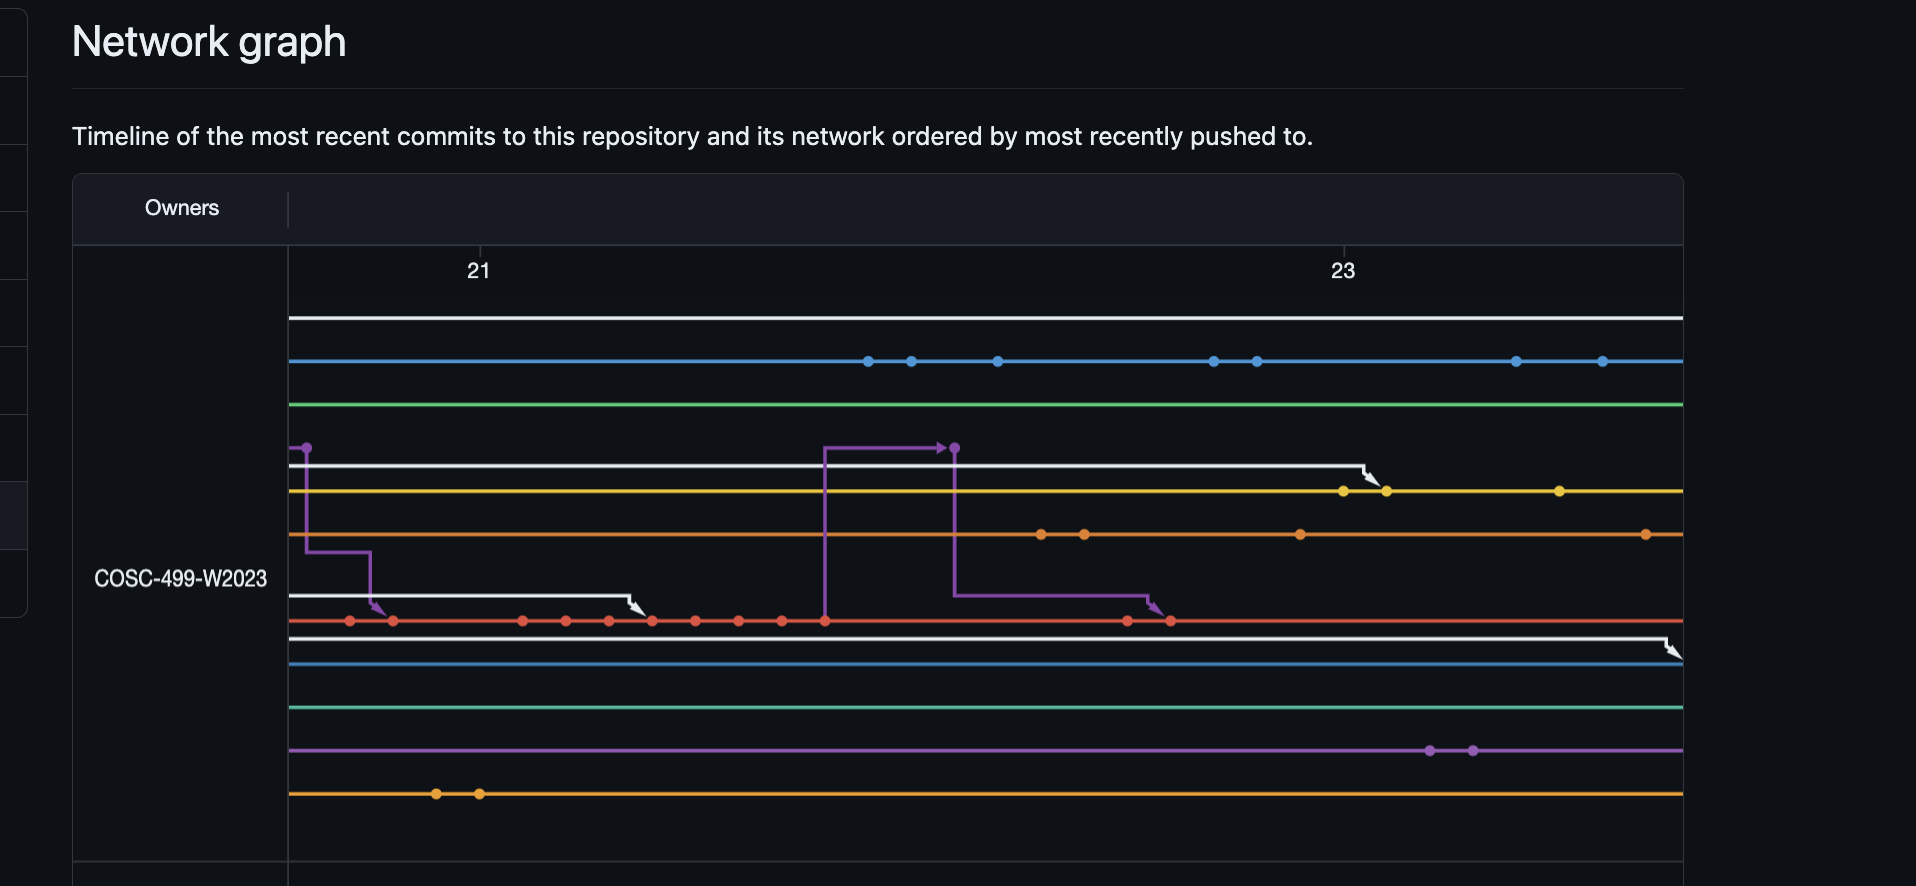 Network graph
Timeline of the most recent commits to this repository and its network ordered by most recently pushed to.
Owners
21 23
COSC-499-W2023